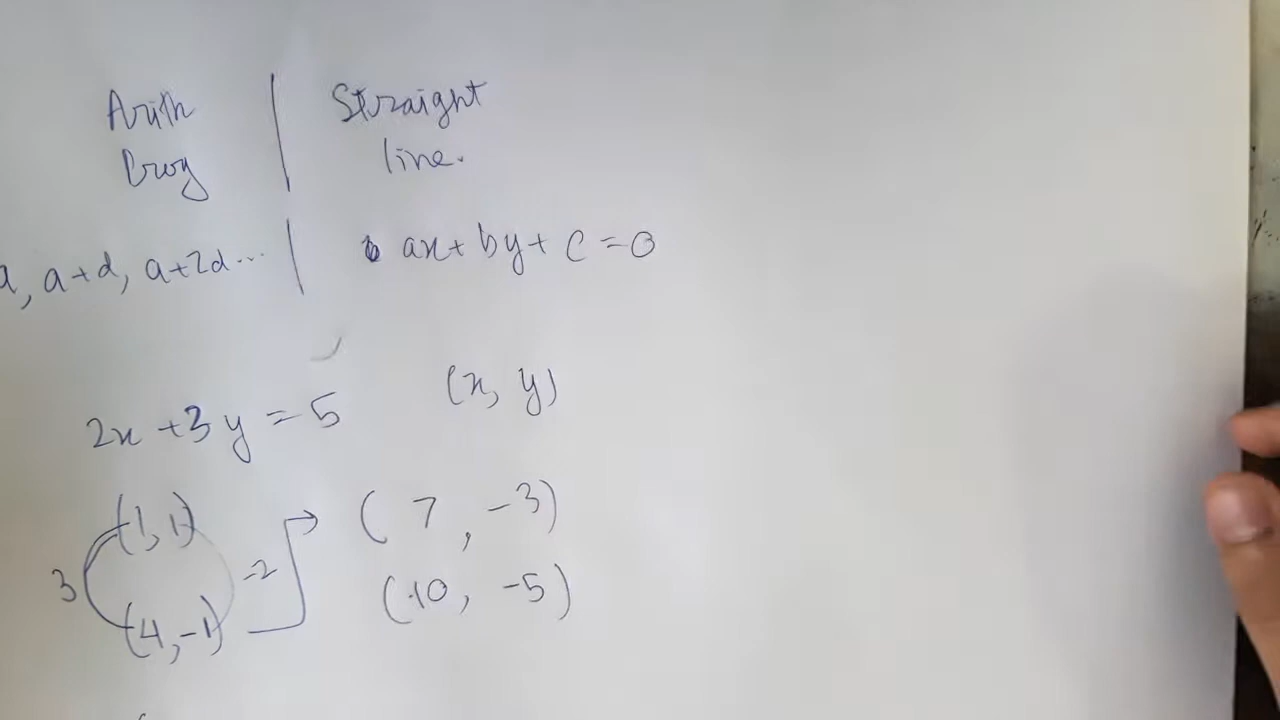 Arith | Straight
Prog | line.
a, a+d, a+2d... | ax+by+c=0
2x+3y=5 (x, y)
(1,1) (7, -3)
3 -2
(4,-1) (10, -5)